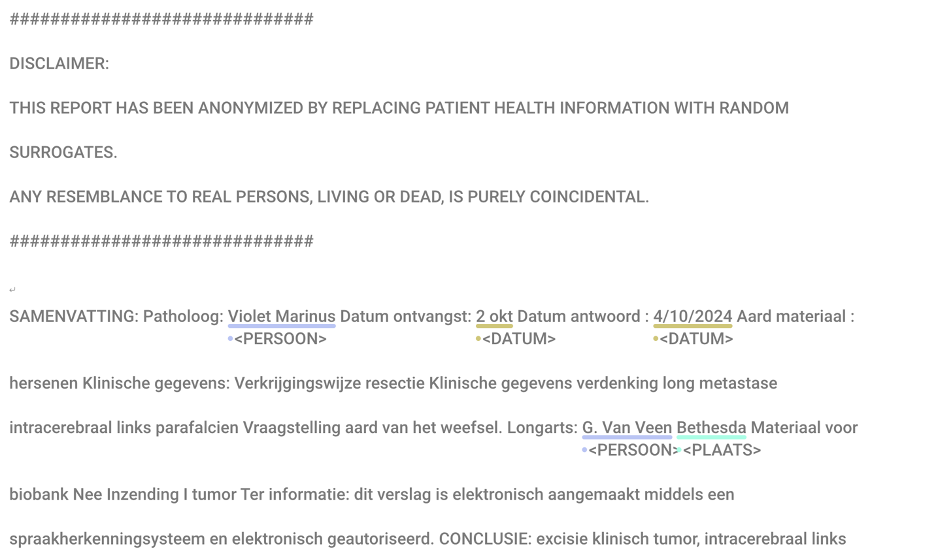 ##############################
DISCLAIMER:
THIS REPORT HAS BEEN ANONYMIZED BY REPLACING PATIENT HEALTH INFORMATION WITH RANDOM
SURROGATES.
ANY RESEMBLANCE TO REAL PERSONS, LIVING OR DEAD, IS PURELY COINCIDENTAL.
##############################
↵
SAMENVATTING: Patholoog: Violet Marinus Datum ontvangst: 2 okt Datum antwoord : 4/10/2024 Aard materiaal :
•<PERSOON> •<DATUM> •<DATUM>
hersenen Klinische gegevens: Verkrijgingswijze resectie Klinische gegevens verdenking long metastase
intracerebraal links parafalcien Vraagstelling aard van het weefsel. Longarts: G. Van Veen Bethesda Materiaal voor
•<PERSOON> •<PLAATS>
biobank Nee Inzending I tumor Ter informatie: dit verslag is elektronisch aangemaakt middels een
spraakherkenningsysteem en elektronisch geautoriseerd. CONCLUSIE: excisie klinisch tumor, intracerebraal links